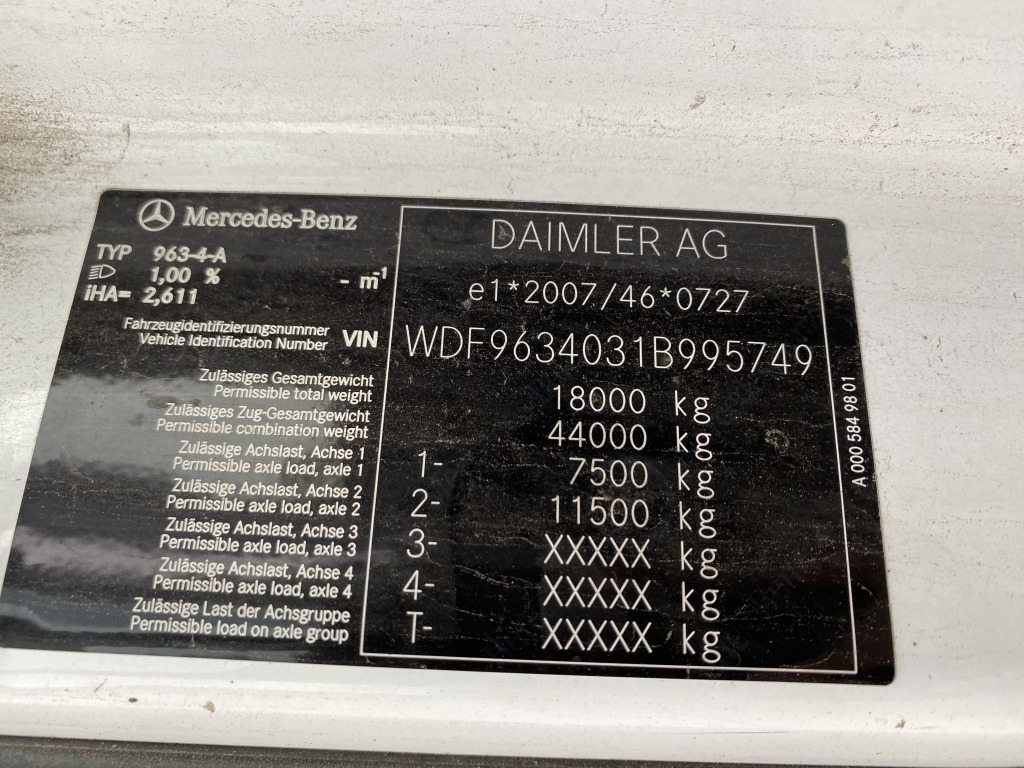 Mercedes-Benz
TYP 963-4-A
1,00 % - m-1
iHA= 2,611
DAIMLER AG
e1*2007/46*0727
Fahrzeugidentifizierungsnummer
Vehicle Identification Number VIN WDF9634031B995749
Zulässiges Gesamtgewicht
Permissible total weight 18000 kg
Zulässiges Zug-Gesamtgewicht
Permissible combination weight 44000 kg
Zulässige Achslast, Achse 1
Permissible axle load, axle 1 1- 7500 kg
Zulässige Achslast, Achse 2
Permissible axle load, axle 2 2- 11500 kg
Zulässige Achslast, Achse 3
Permissible axle load, axle 3 3- XXXXX kg
Zulässige Achslast, Achse 4
Permissible axle load, axle 4 4- XXXXX kg
Zulässige Last der Achsgruppe
Permissible load on axle group T- XXXXX kg
A 000 584 98 01